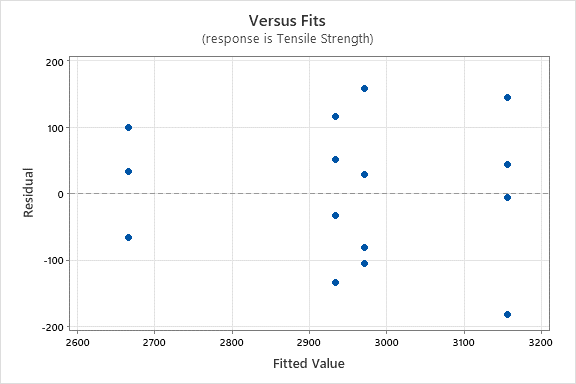 Versus Fits
(response is Tensile Strength)
200
100
0
-100
-200
Residual
2600 2700 2800 2900 3000 3100 3200
Fitted Value